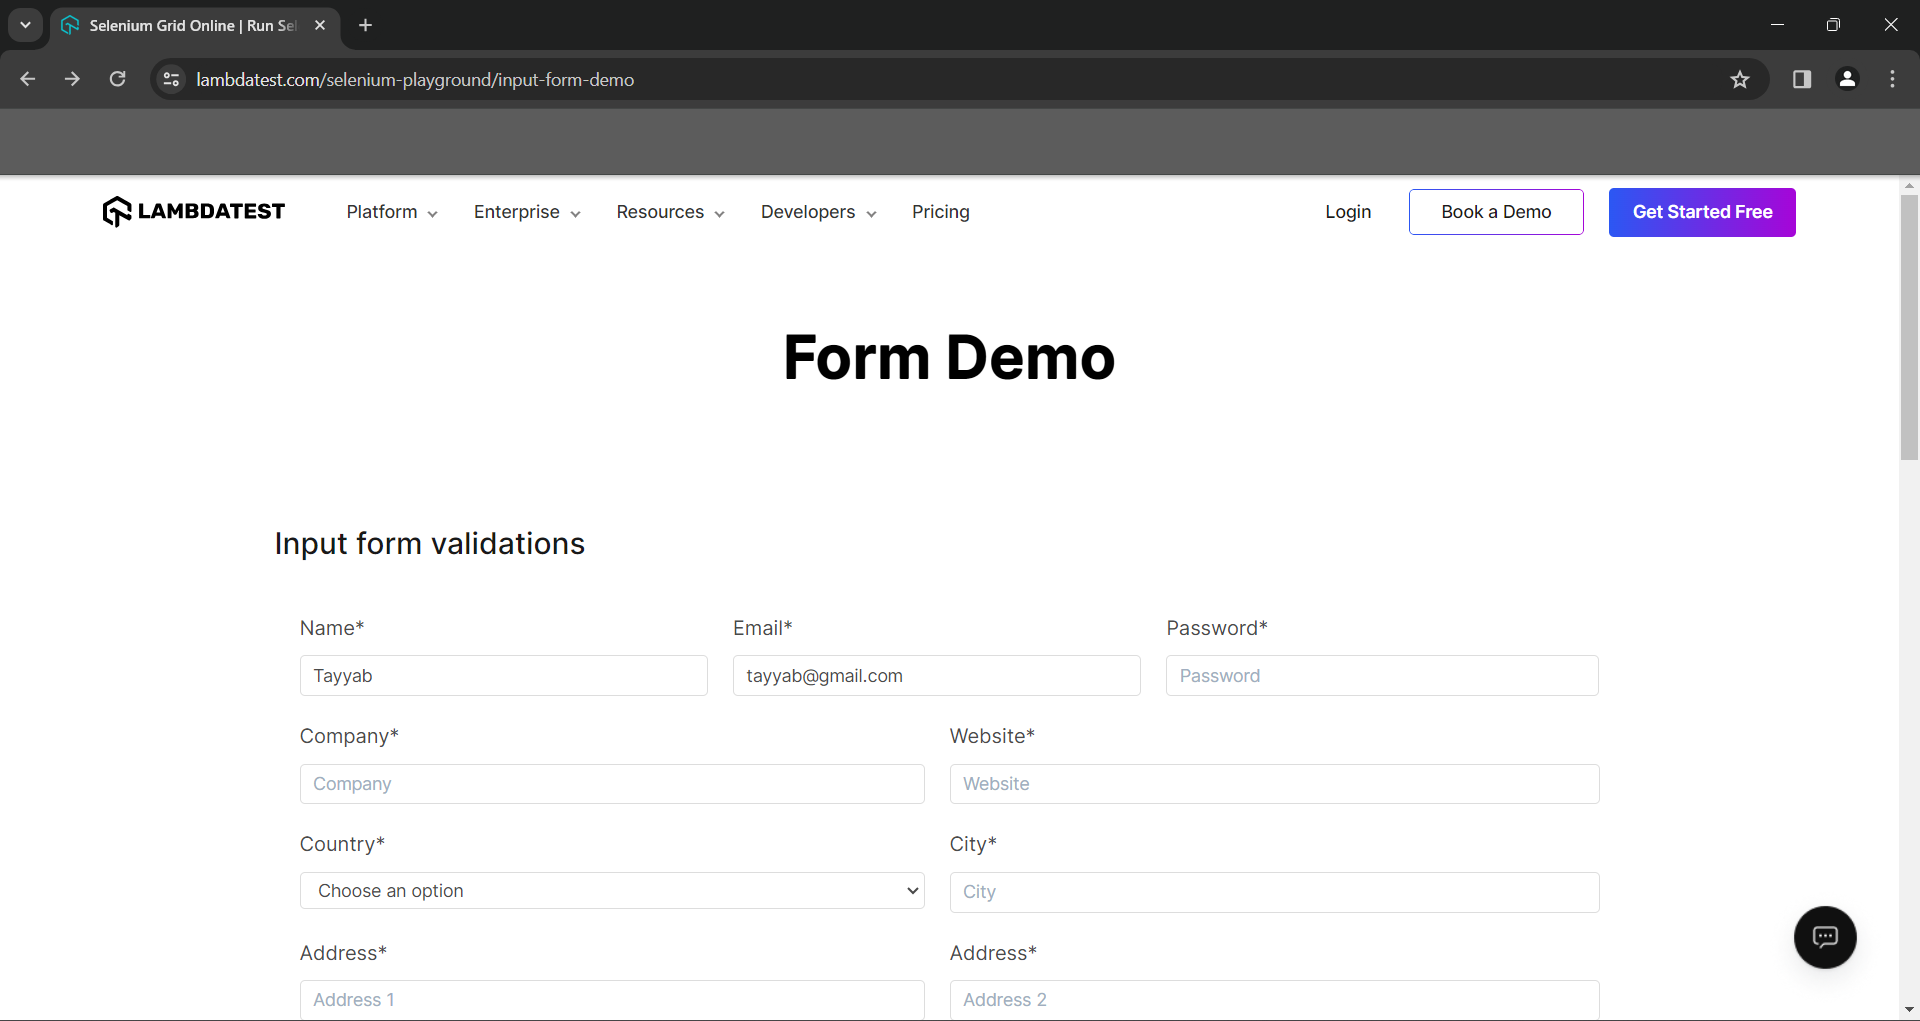 Selenium Grid Online | Run Se
lambdatest.com/selenium-playground/input-form-demo
LAMBDATEST Platform Enterprise Resources Developers Pricing Login Book a Demo Get Started Free
Form Demo
Input form validations
Name* Email* Password*
Tayyab tayyab@gmail.com Password
Company* Website*
Company Website
Country* City*
Choose an option City
Address* Address*
Address 1 Address 2